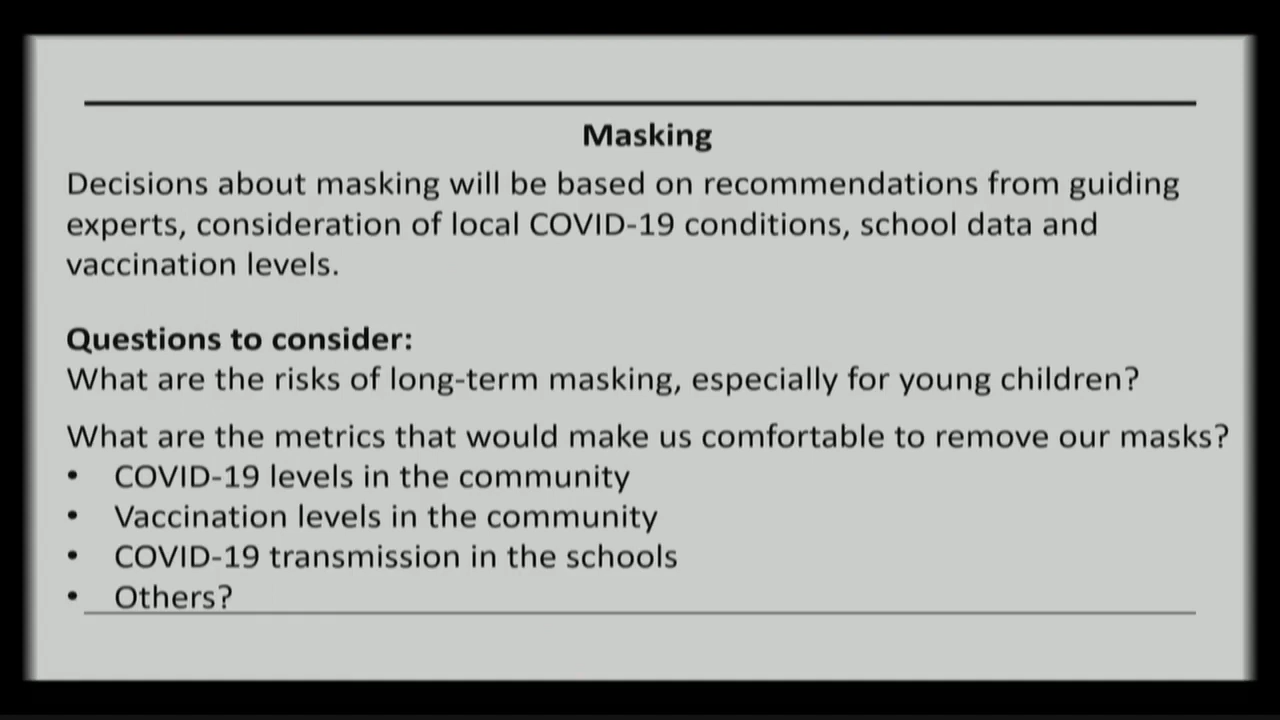 Masking
Decisions about masking will be based on recommendations from guiding
experts, consideration of local COVID-19 conditions, school data and
vaccination levels.
Questions to consider:
What are the risks of long-term masking, especially for young children?
What are the metrics that would make us comfortable to remove our masks?
• COVID-19 levels in the community
• Vaccination levels in the community
• COVID-19 transmission in the schools
• Others?